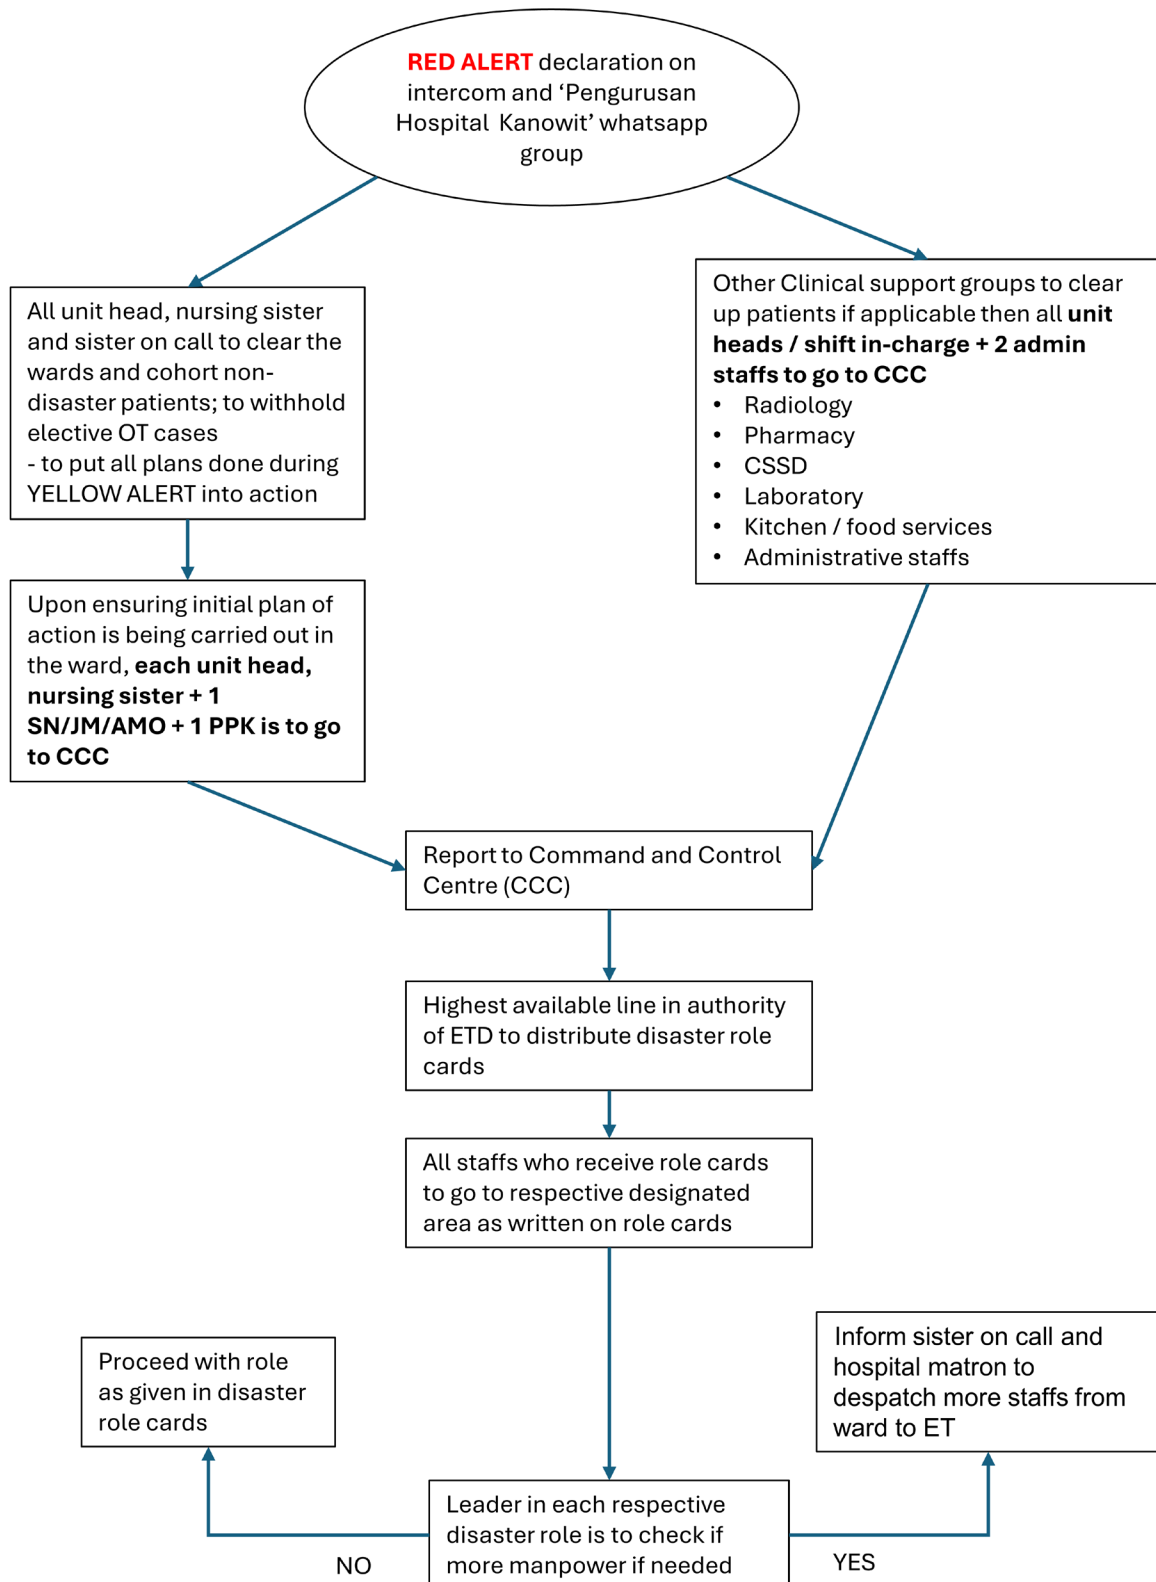 RED ALERT declaration on
intercom and ‘Pengurusan
Hospital Kanowit’ whatsapp
group
All unit head, nursing sister
and sister on call to clear the
wards and cohort non-
disaster patients; to withhold
elective OT cases
- to put all plans done during
YELLOW ALERT into action
Other Clinical support groups to clear
up patients if applicable then all unit
heads / shift in-charge + 2 admin
staffs to go to CCC
• Radiology
• Pharmacy
• CSSD
• Laboratory
• Kitchen / food services
• Administrative staffs
Upon ensuring initial plan of
action is being carried out in
the ward, each unit head,
nursing sister + 1
SN/JM/AMO + 1 PPK is to go
to CCC
Report to Command and Control
Centre (CCC)
Highest available line in authority
of ETD to distribute disaster role
cards
All staffs who receive role cards
to go to respective designated
area as written on role cards
Proceed with role
as given in disaster
role cards
Inform sister on call and
hospital matron to
despatch more staffs from
ward to ET
Leader in each respective
disaster role is to check if
more manpower if needed
NO
YES